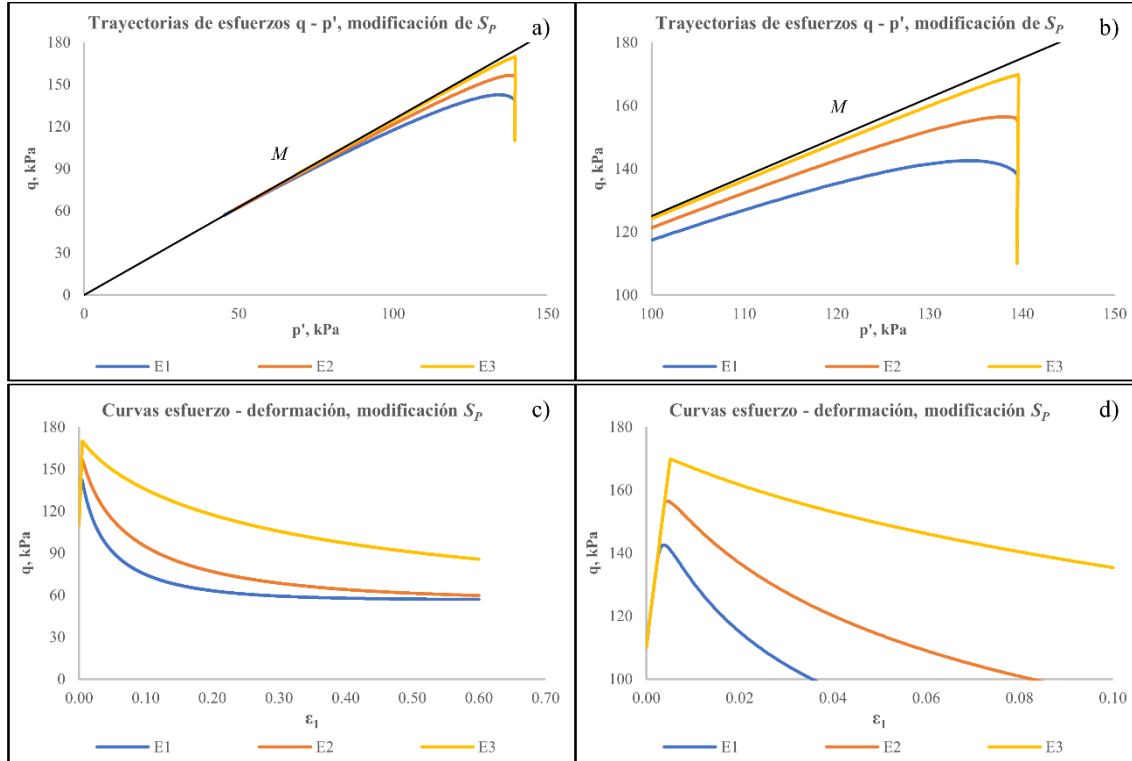 Trayectorias de esfuerzos q - p', modificación de S_P
a)
180
150
120
90
60
30
0
q, kPa
M
0
50
100
150
p', kPa
E1
E2
E3
Trayectorias de esfuerzos q - p', modificación de S_P
b)
180
160
140
120
100
q, kPa
M
100
110
120
130
140
150
p', kPa
E1
E2
E3
Curvas esfuerzo - deformación, modificación S_P
c)
180
150
120
90
60
30
0
q, kPa
0.00
0.10
0.20
0.30
0.40
0.50
0.60
0.70
ε₁
E1
E2
E3
Curvas esfuerzo - deformación, modificación S_P
d)
180
160
140
120
100
q, kPa
0.00
0.02
0.04
0.06
0.08
0.10
ε₁
E1
E2
E3